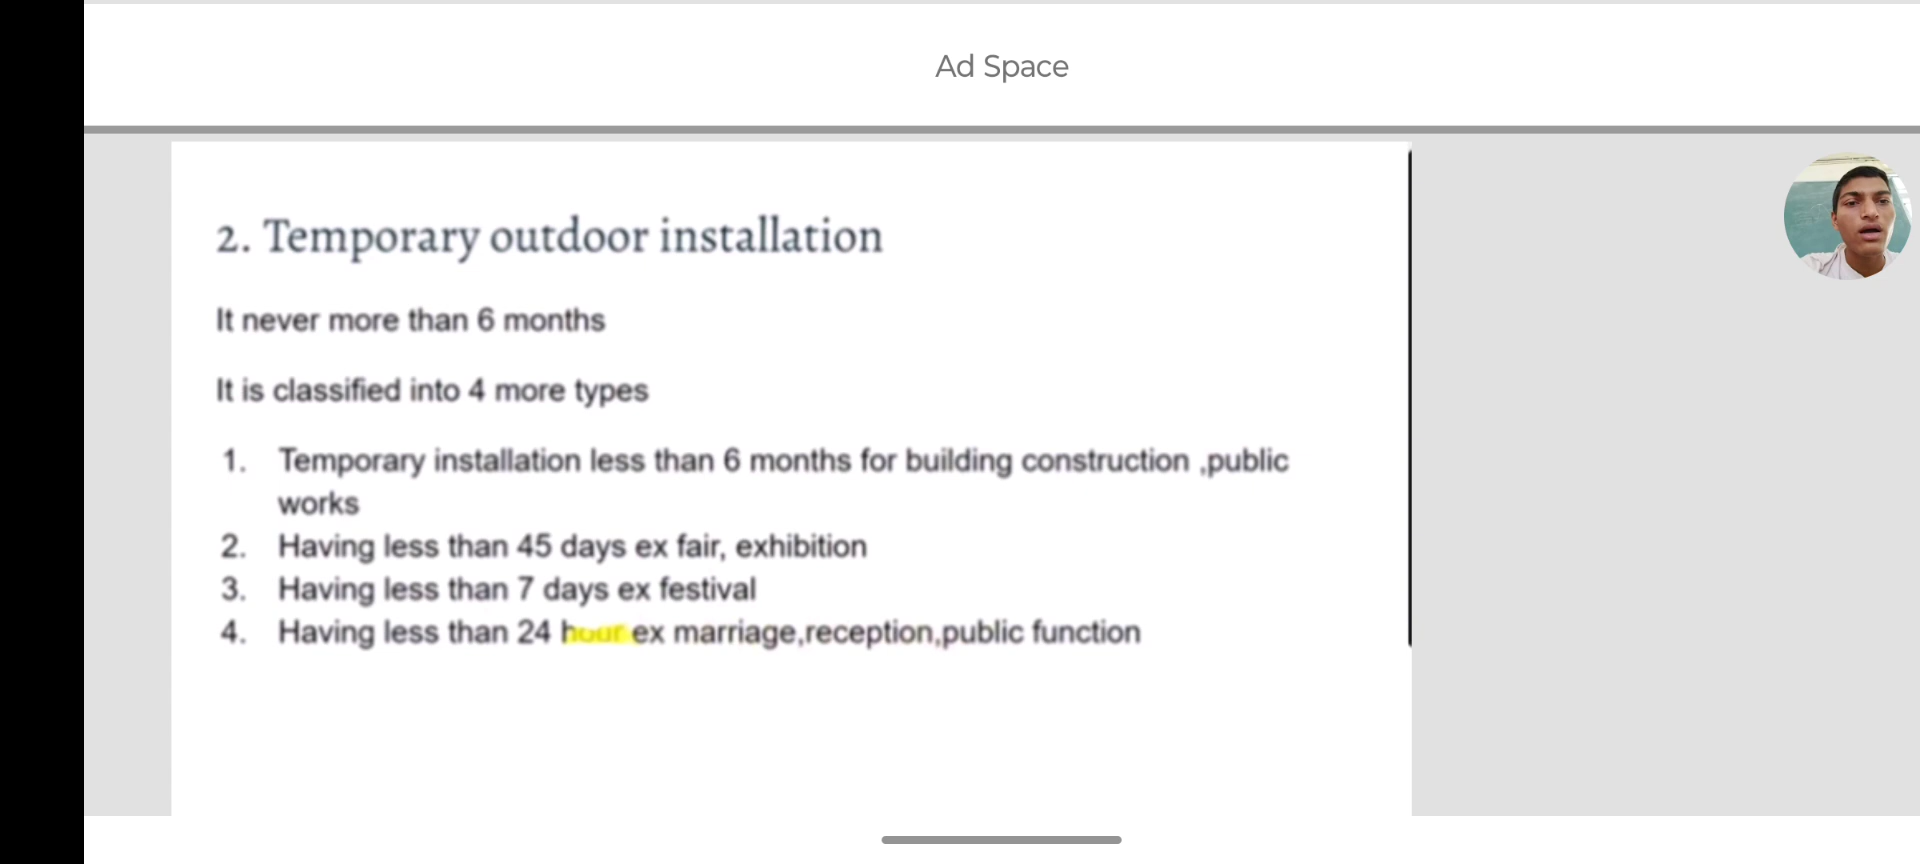 Ad Space
2. Temporary outdoor installation
It never more than 6 months
It is classified into 4 more types
1. Temporary installation less than 6 months for building construction ,public
works
2. Having less than 45 days ex fair, exhibition
3. Having less than 7 days ex festival
4. Having less than 24 hour ex marriage,reception,public function